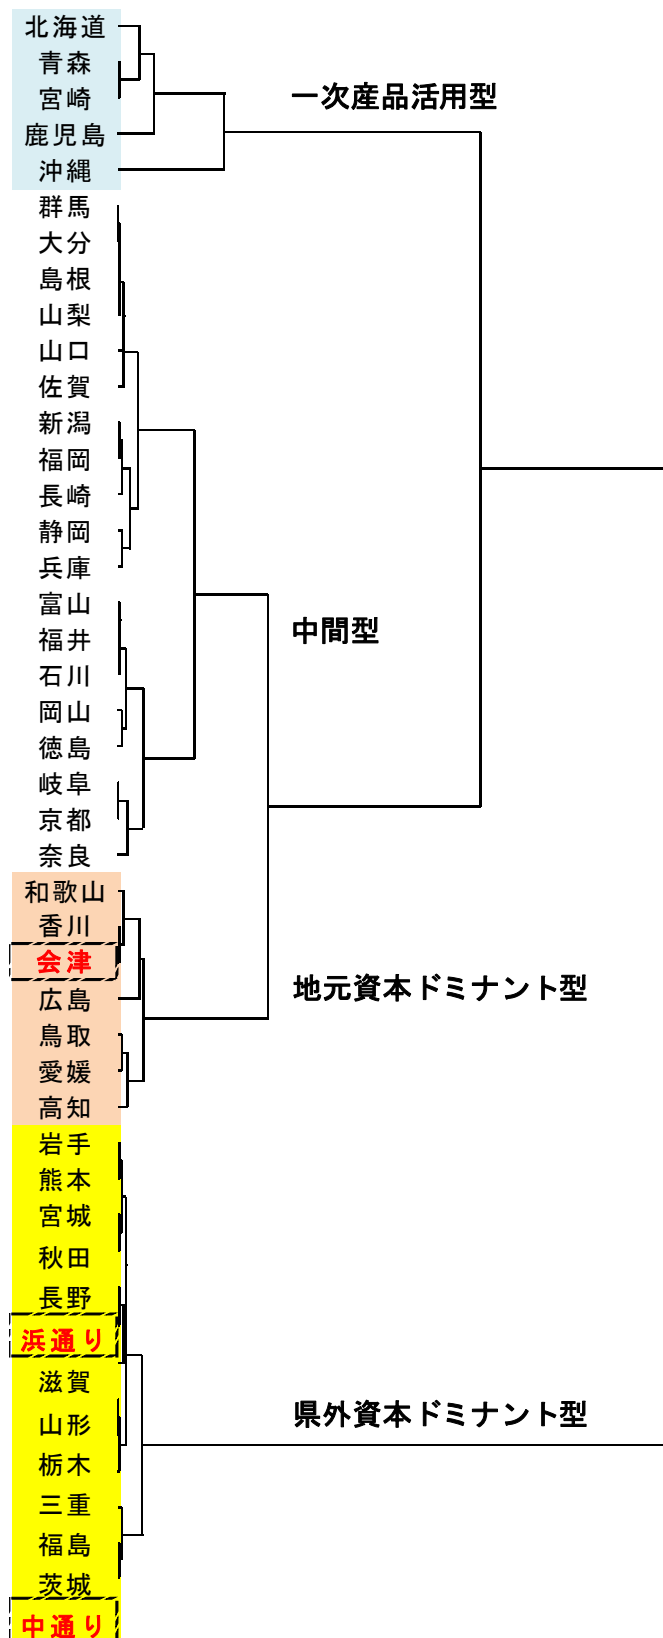 北海道
青森
宮崎
一次産品活用型
鹿児島
沖縄
群馬
大分
島根
山梨
山口
佐賀
新潟
福岡
長崎
静岡
兵庫
富山
中間型
福井
石川
岡山
徳島
岐阜
京都
奈良
和歌山
香川
会津
地元資本ドミナント型
広島
鳥取
愛媛
高知
岩手
熊本
宮城
秋田
長野
浜通り
滋賀
県外資本ドミナント型
山形
栃木
三重
福島
茨城
中通り